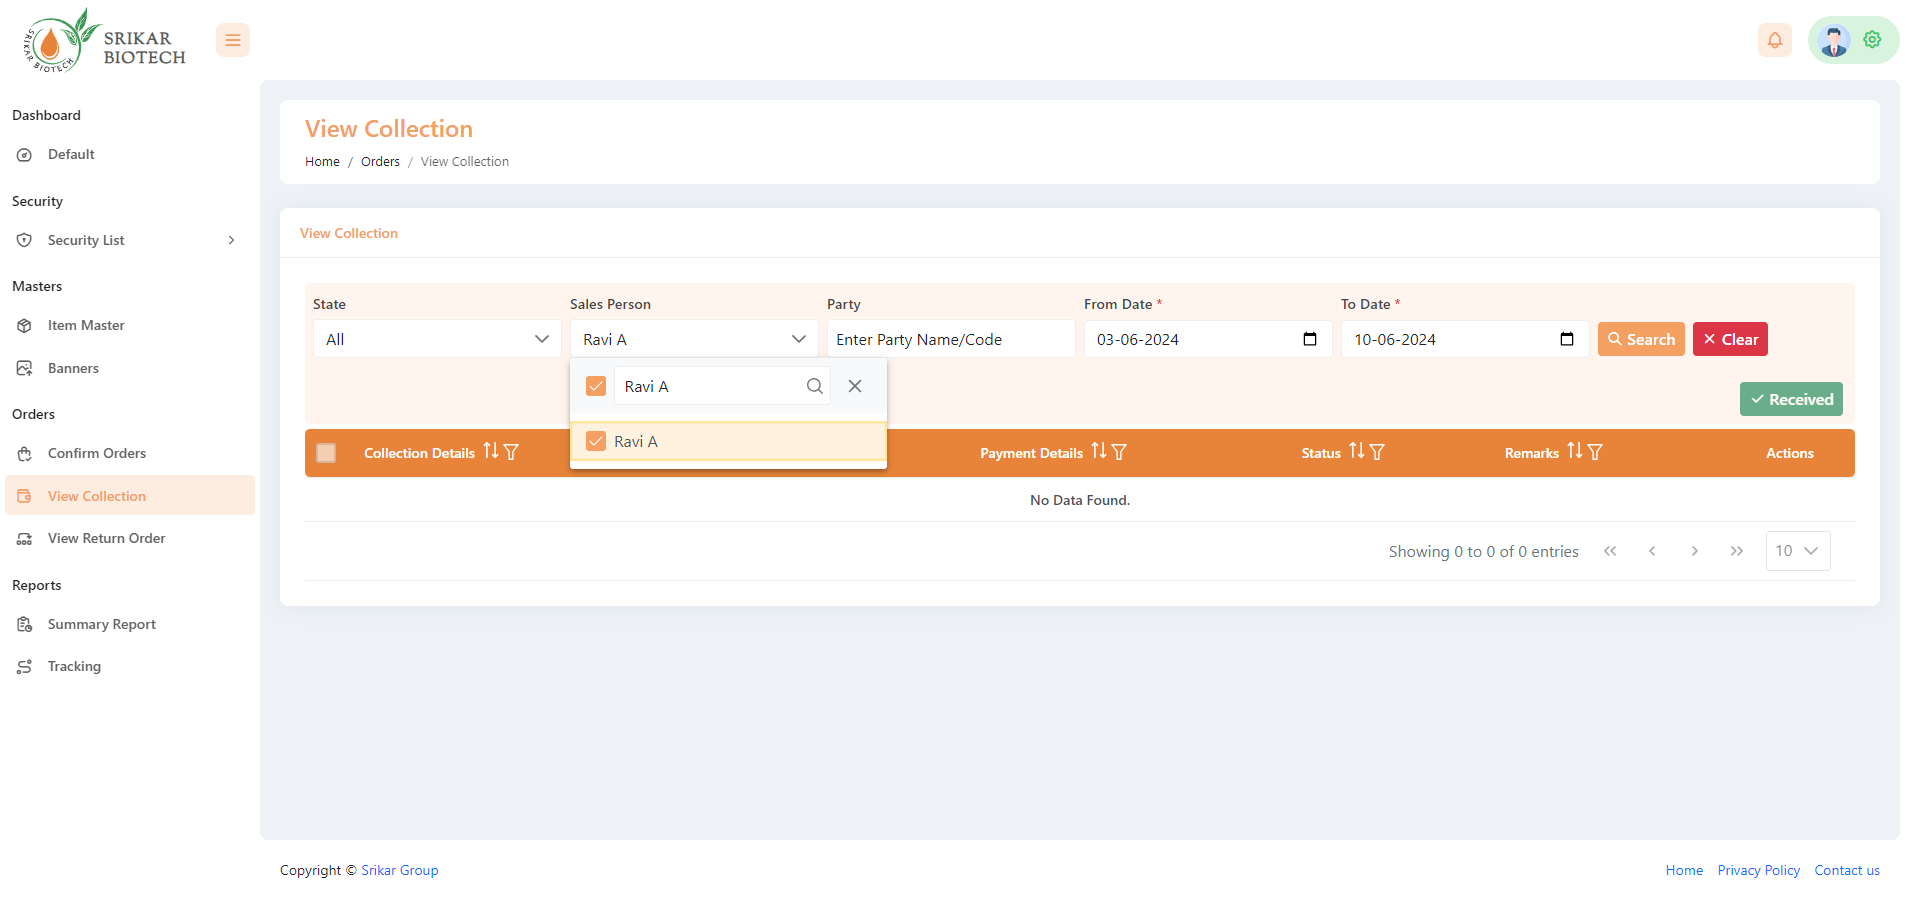 SRIKAR BIOTECH
SRIKAR
BIOTECH
Dashboard
Default
Security
Security List
Masters
Item Master
Banners
Orders
Confirm Orders
View Collection
View Return Order
Reports
Summary Report
Tracking
View Collection
Home / Orders / View Collection
View Collection
State
Sales Person
Party
From Date *
To Date *
All
Ravi A
Enter Party Name/Code
03-06-2024
10-06-2024
Search
Clear
Ravi A
Ravi A
Received
Collection Details
Payment Details
Status
Remarks
Actions
No Data Found.
Showing 0 to 0 of 0 entries
10
Copyright © Srikar Group
Home
Privacy Policy
Contact us